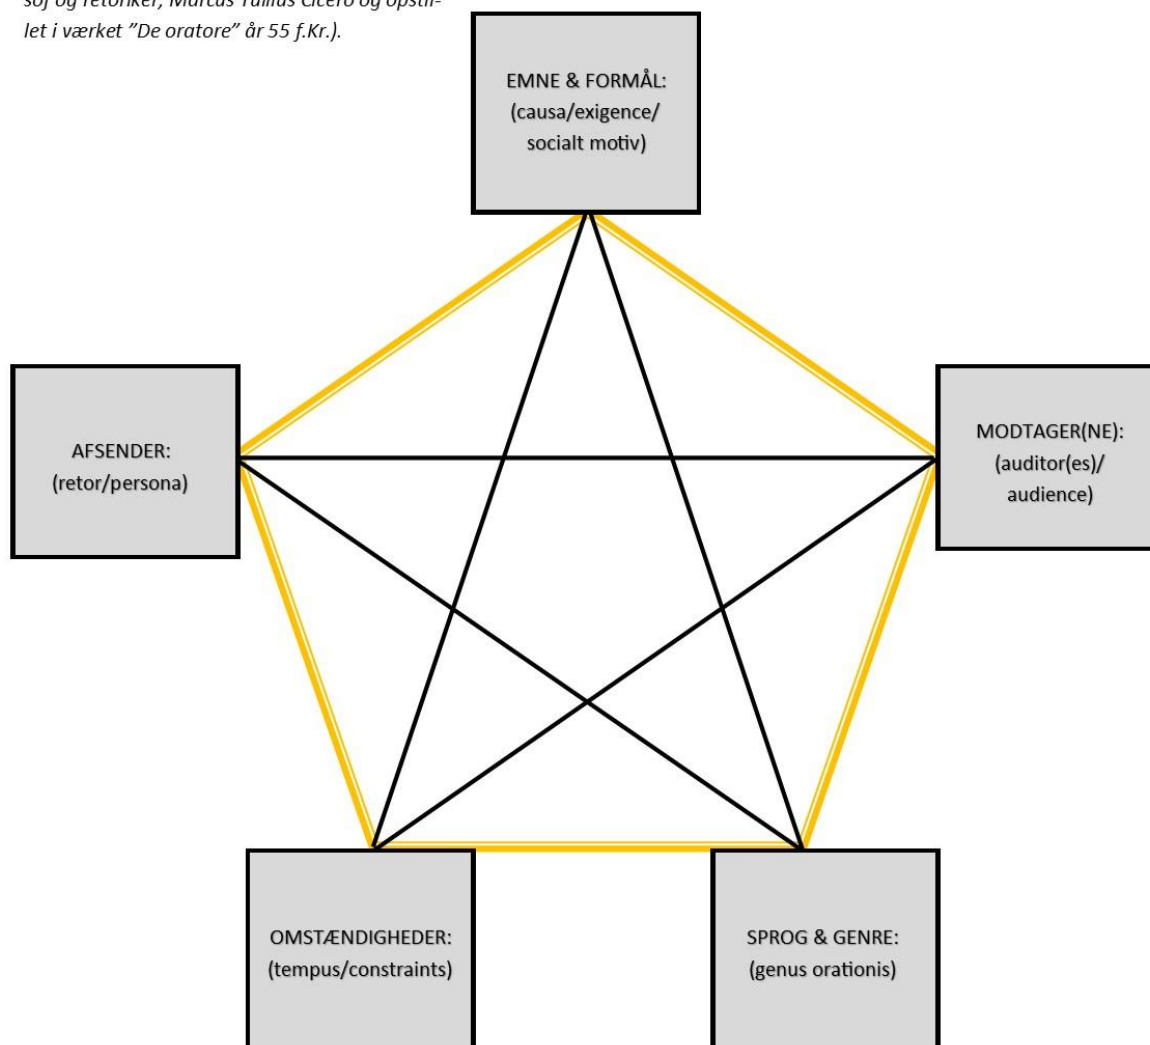 sof og retoriker, Marcus Tullius Cicero og opstil-
let i værket ”De oratore” år 55 f.Kr.).
EMNE & FORMÅL:
(causa/exigence/
socialt motiv)
AFSENDER:
(retor/persona)
MODTAGER(NE):
(auditor(es)/
audience)
OMSTÆNDIGHEDER:
(tempus/constraints)
SPROG & GENRE:
(genus orationis)